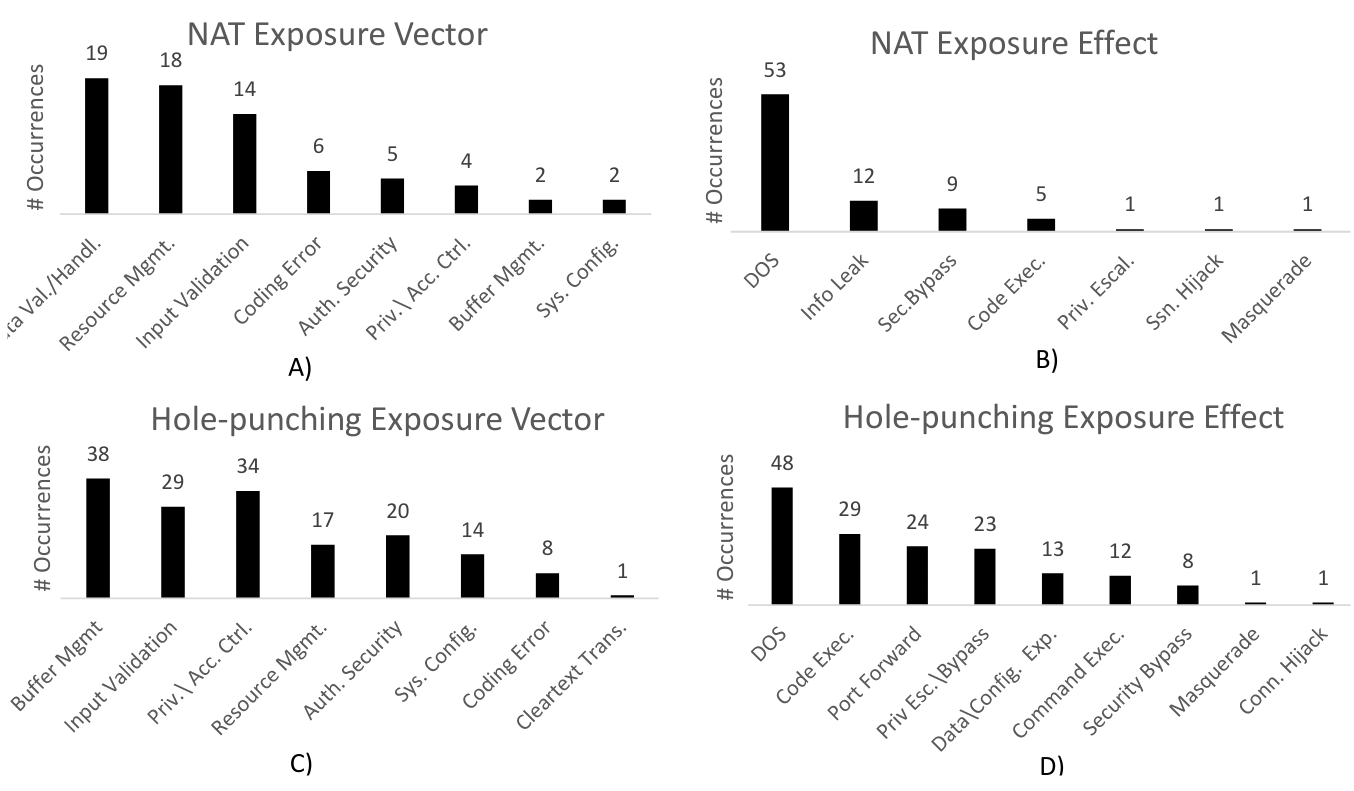 NAT Exposure Vector
# Occurrences
19 18 14 6 5 4 2 2
ta Val./Handl. Resource Mgmt. Input Validation Coding Error Auth. Security Priv.\ Acc. Ctrl. Buffer Mgmt. Sys. Config.
A)
NAT Exposure Effect
# Occurrences
53 12 9 5 1 1 1
DOS Info Leak Sec.Bypass Code Exec. Priv. Escal. Ssn. Hijack Masquerade
B)
Hole-punching Exposure Vector
# Occurrences
38 29 34 17 20 14 8 1
Buffer Mgmt Input Validation Priv.\ Acc. Ctrl. Resource Mgmt. Auth. Security Sys. Config. Coding Error Cleartext Trans.
C)
Hole-punching Exposure Effect
# Occurrences
48 29 24 23 13 12 8 1 1
DOS Code Exec. Port Forward Priv Esc.\Bypass Data\Config. Exp. Command Exec. Security Bypass Masquerade Conn. Hijack
D)